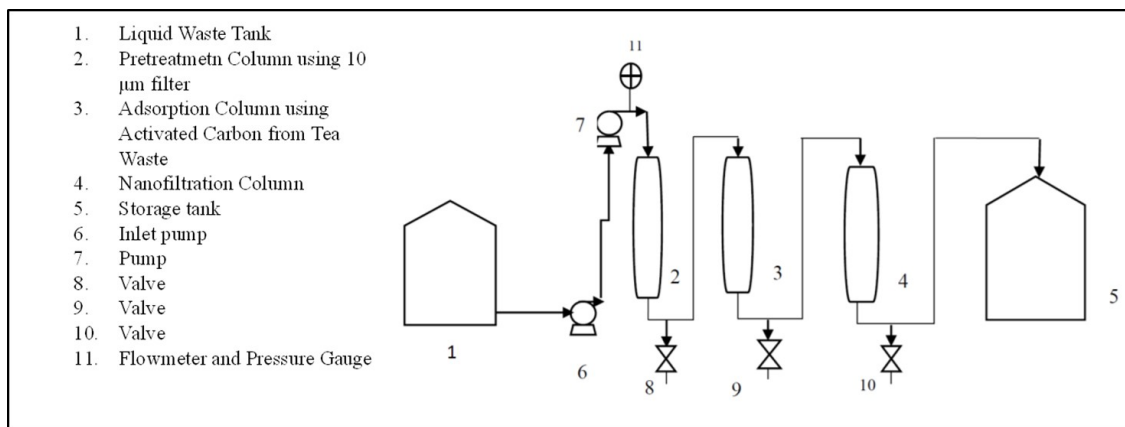 1. Liquid Waste Tank
2. Pretreatmetn Column using 10
µm filter
3. Adsorption Column using
Activated Carbon from Tea
Waste
4. Nanofiltration Column
5. Storage tank
6. Inlet pump
7. Pump
8. Valve
9. Valve
10. Valve
11. Flowmeter and Pressure Gauge
11
7
2
3
4
5
1
6
8
9
10